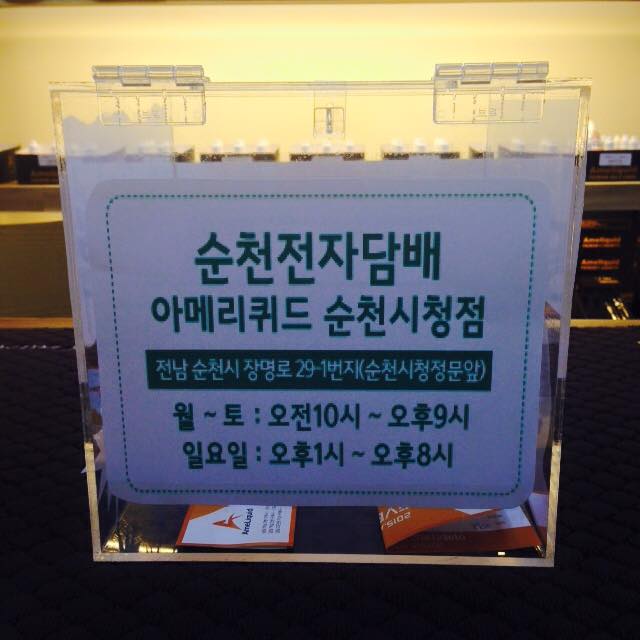 순천전자담배
아메리퀴드 순천시청점
전남 순천시 장명로 29-1번지(순천시청정문앞)
월 ~ 토 : 오전10시 ~ 오후9시
일요일 : 오후1시 ~ 오후8시
AmeLiquid